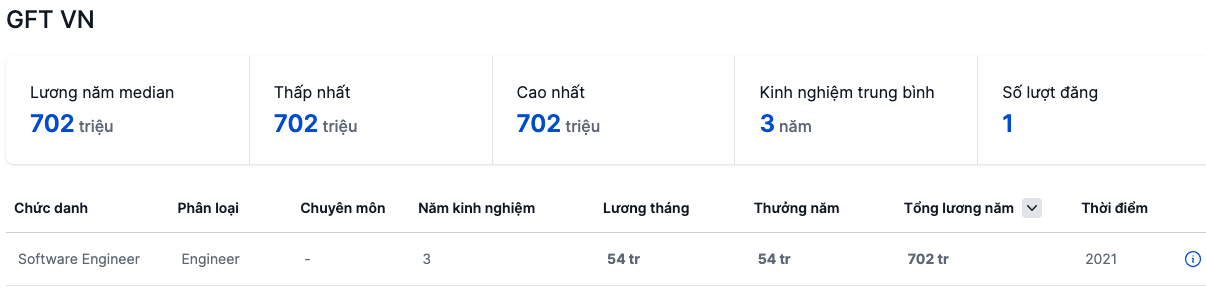 GFT VN
Lương năm median Thấp nhất Cao nhất Kinh nghiệm trung bình Số lượt đăng
702 triệu 702 triệu 702 triệu 3 năm 1
Chức danh Phân loại Chuyên môn Năm kinh nghiệm Lương tháng Thưởng năm Tổng lương năm Thời điểm
Software Engineer Engineer - 3 54 tr 54 tr 702 tr 2021